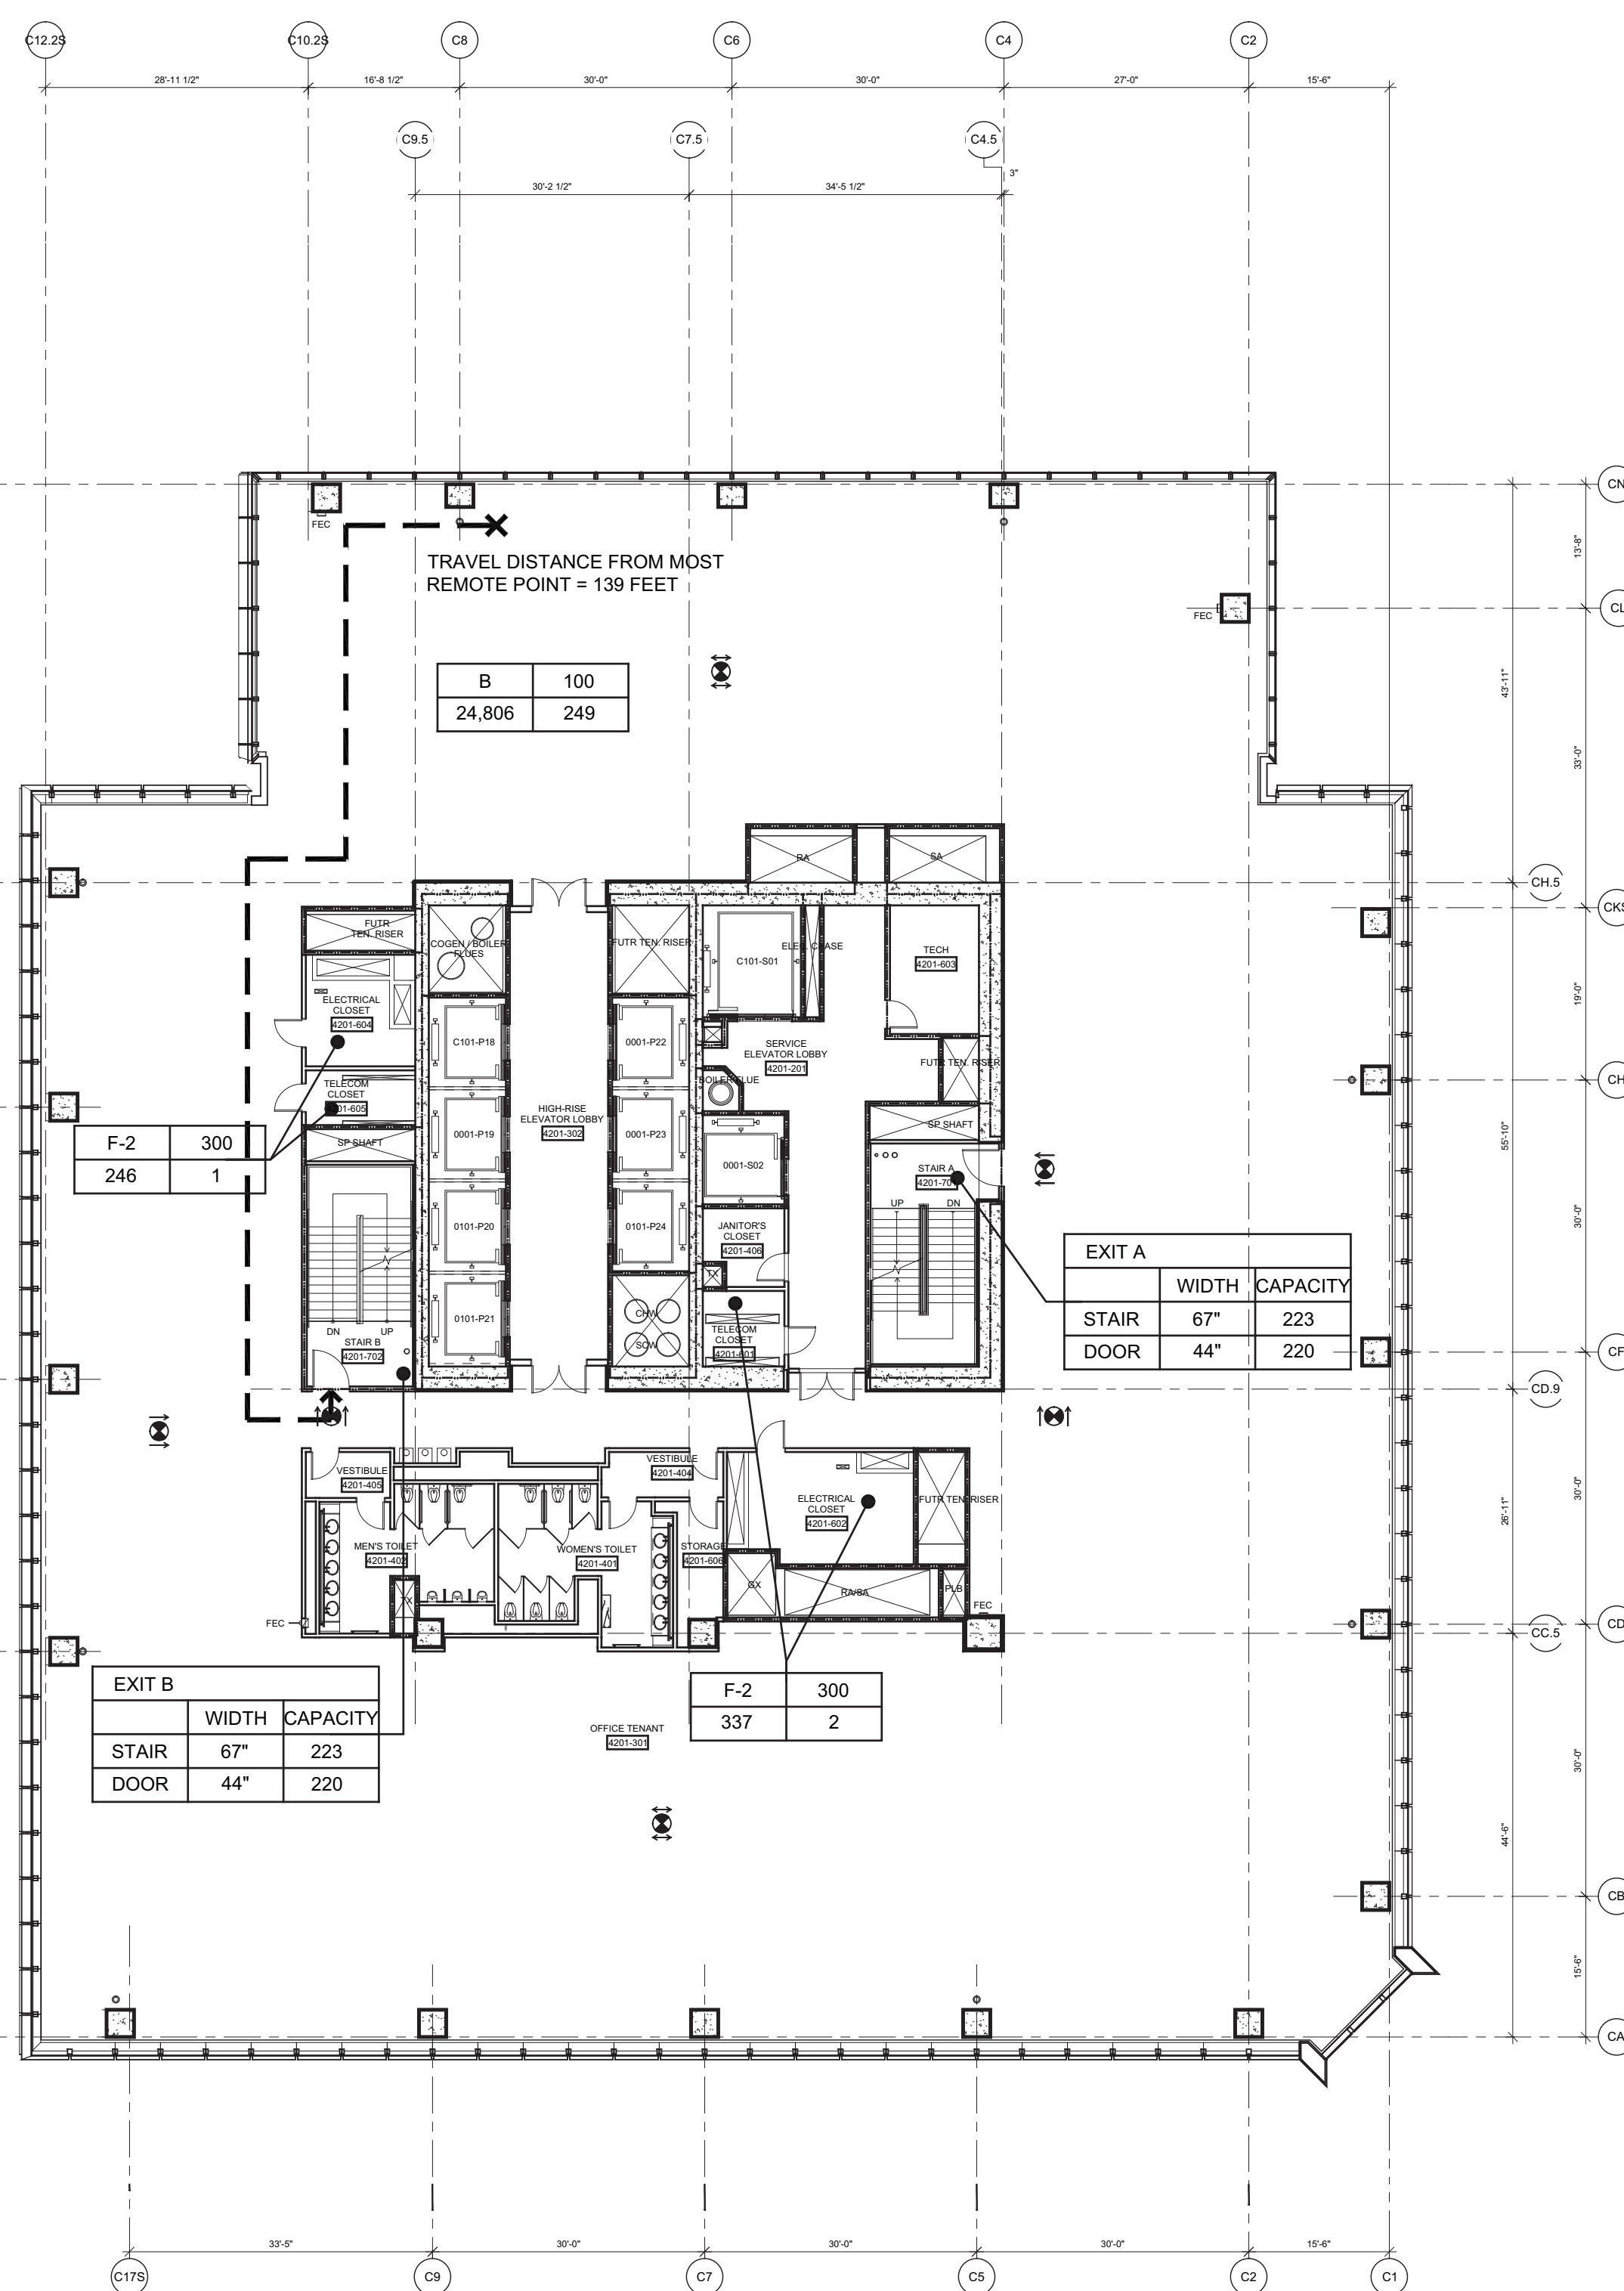 C12.2S
C10.2S
C8
C6
C4
C2
28'-11 1/2"
16'-8 1/2"
30'-0"
30'-0"
27'-0"
15'-6"
C9.5
C7.5
C4.5
3"
30'-2 1/2"
34'-5 1/2"
CN
FEC
13'-8"
TRAVEL DISTANCE FROM MOST
REMOTE POINT = 139 FEET
CL
FEC
B 100
24,806 249
43'-11"
33'-0"
RA
SA
CH.5
CKS
FUTR
TEN. RISER
COGEN / BOILER
FLUES
FUTR TEN. RISER
C101-S01
ELEC. CHASE
TECH
4201-603
19'-0"
ELECTRICAL
CLOSET
4201-604
C101-P18
0001-P22
SERVICE
ELEVATOR LOBBY
4201-201
FUTR TEN. RISER
BOILER FLUE
CH
TELECOM
CLOSET
4201-605
HIGH-RISE
ELEVATOR LOBBY
4201-302
0001-P19
0001-P23
SP SHAFT
SP SHAFT
55'-10"
F-2 300
246 1
0001-S02
STAIR A
4201-701
UP DN
30'-0"
0101-P20
0101-P24
JANITOR'S
CLOSET
4201-406
TX
EXIT A
WIDTH CAPACITY
STAIR 67" 223
DOOR 44" 220
0101-P21
CHW
SCW
TELECOM
CLOSET
4201-601
DN UP
STAIR B
4201-702
CF
CD.9
VESTIBULE
4201-405
VESTIBULE
4201-404
ELECTRICAL
CLOSET
4201-602
FUTR TEN. RISER
26'-11"
30'-0"
MEN'S TOILET
4201-402
WOMEN'S TOILET
4201-401
STORAGE
4201-606
TX
GX
RA/SA
PLB
FEC
FEC
CD
CC.5
EXIT B
WIDTH CAPACITY
STAIR 67" 223
DOOR 44" 220
F-2 300
337 2
OFFICE TENANT
4201-301
30'-0"
44'-6"
CB
15'-6"
CA
33'-5"
30'-0"
30'-0"
30'-0"
15'-6"
C17S
C9
C7
C5
C2
C1